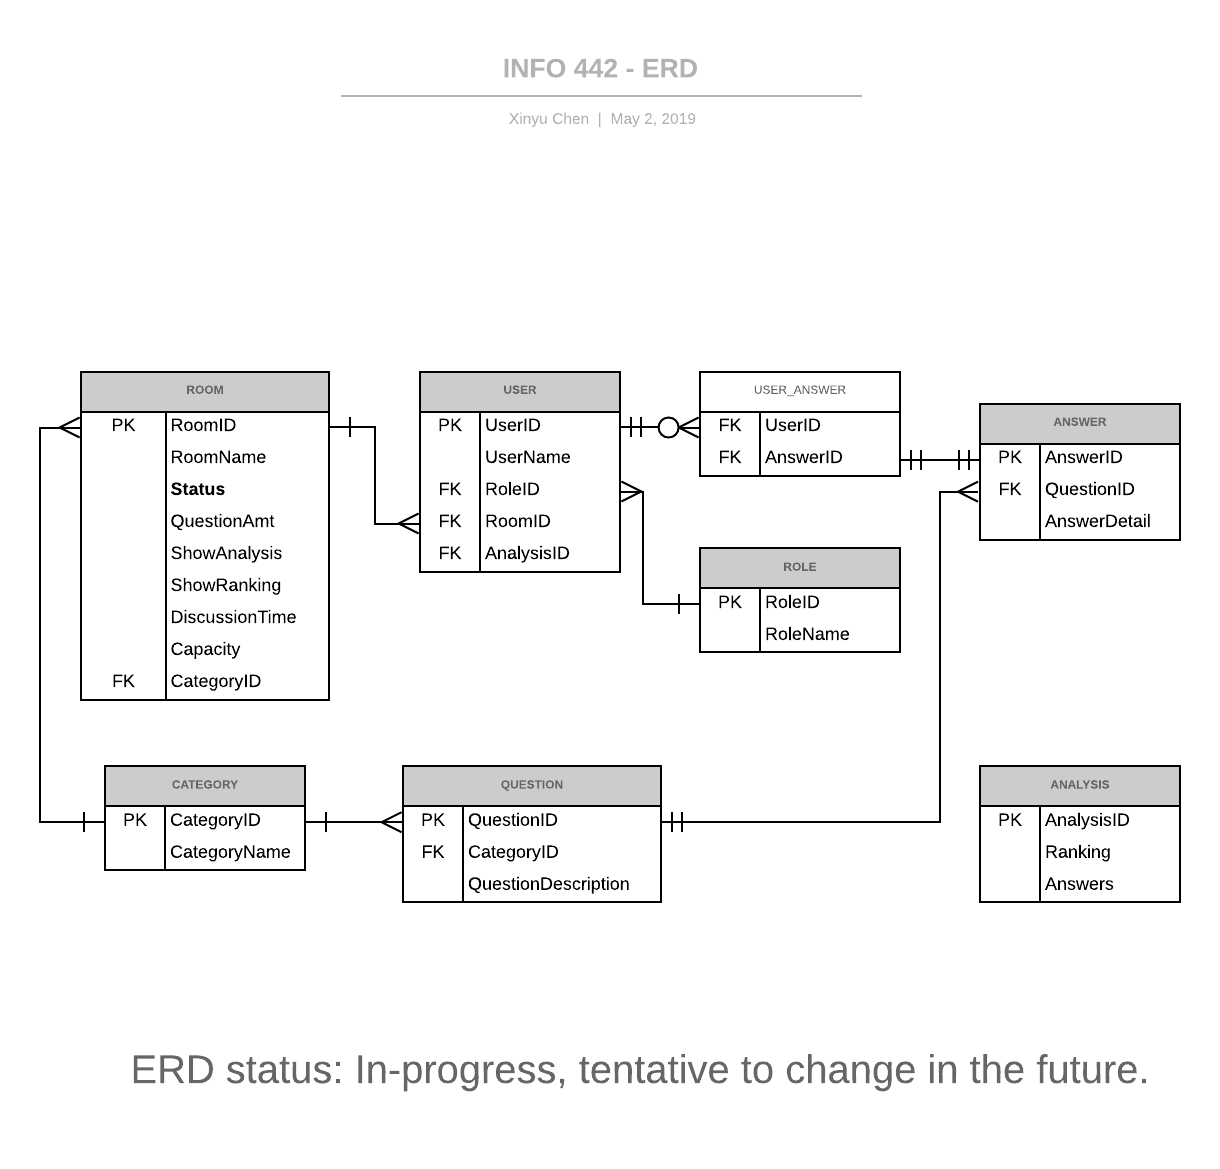 INFO 442 - ERD
Xinyu Chen | May 2, 2019
ROOM
PK RoomID
RoomName
Status
QuestionAmt
ShowAnalysis
ShowRanking
DiscussionTime
Capacity
FK CategoryID
USER
PK UserID
UserName
FK RoleID
FK RoomID
FK AnalysisID
USER_ANSWER
FK UserID
FK AnswerID
ANSWER
PK AnswerID
FK QuestionID
AnswerDetail
ROLE
PK RoleID
RoleName
CATEGORY
PK CategoryID
CategoryName
QUESTION
PK QuestionID
FK CategoryID
QuestionDescription
ANALYSIS
PK AnalysisID
Ranking
Answers
ERD status: In-progress, tentative to change in the future.